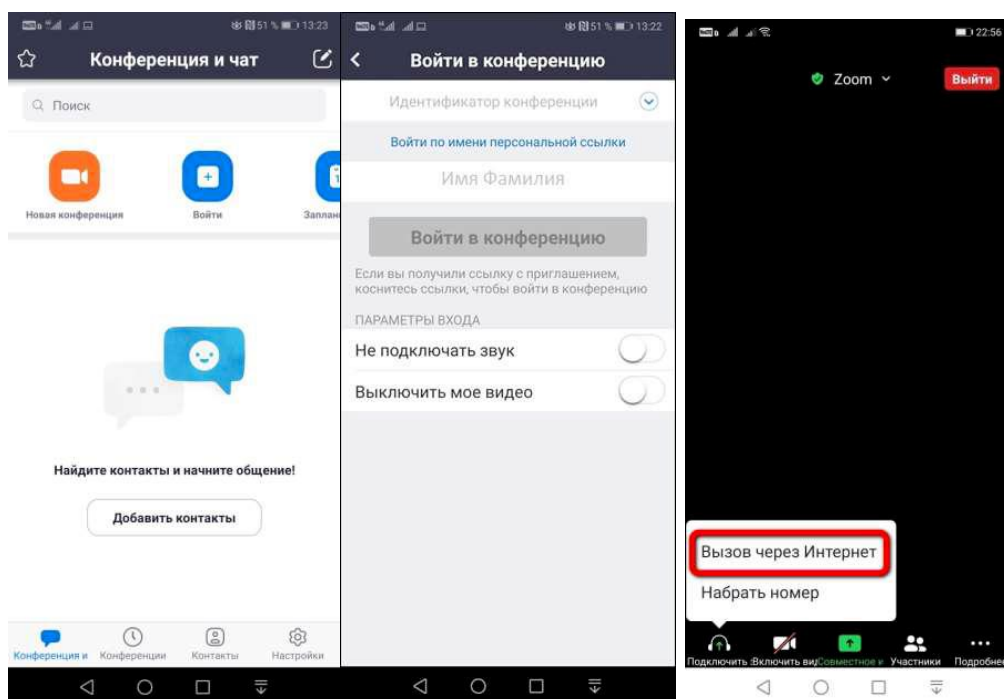 51 % 13:23
Конференция и чат
Поиск
Новая конференция
Войти
Заплани
Найдите контакты и начните общение!
Добавить контакты
Конференция и
Конференции
Контакты
Настройки
51 % 13:22
Войти в конференцию
Идентификатор конференции
Войти по имени персональной ссылки
Имя Фамилия
Войти в конференцию
Если вы получили ссылку с приглашением,
коснитесь ссылки, чтобы войти в конференцию
ПАРАМЕТРЫ ВХОДА
Не подключать звук
Выключить мое видео
22:56
Zoom
Выйти
Вызов через Интернет
Набрать номер
Подключить з
Включить вид
Совместное и
Участники
Подробнее